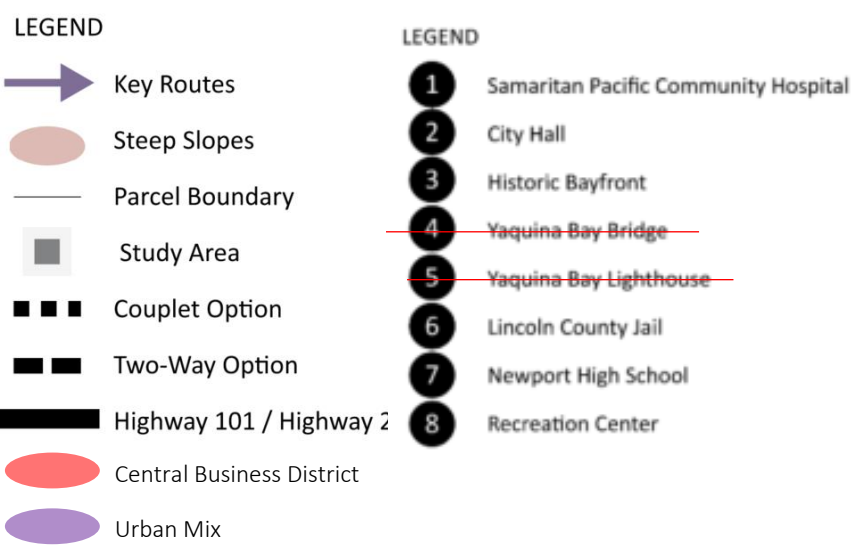 LEGEND
Key Routes
Steep Slopes
Parcel Boundary
Study Area
Couplet Option
Two-Way Option
Highway 101 / Highway 2
Central Business District
Urban Mix
LEGEND
1 Samaritan Pacific Community Hospital
2 City Hall
3 Historic Bayfront
4 Yaquina Bay Bridge
5 Yaquina Bay Lighthouse
6 Lincoln County Jail
7 Newport High School
8 Recreation Center